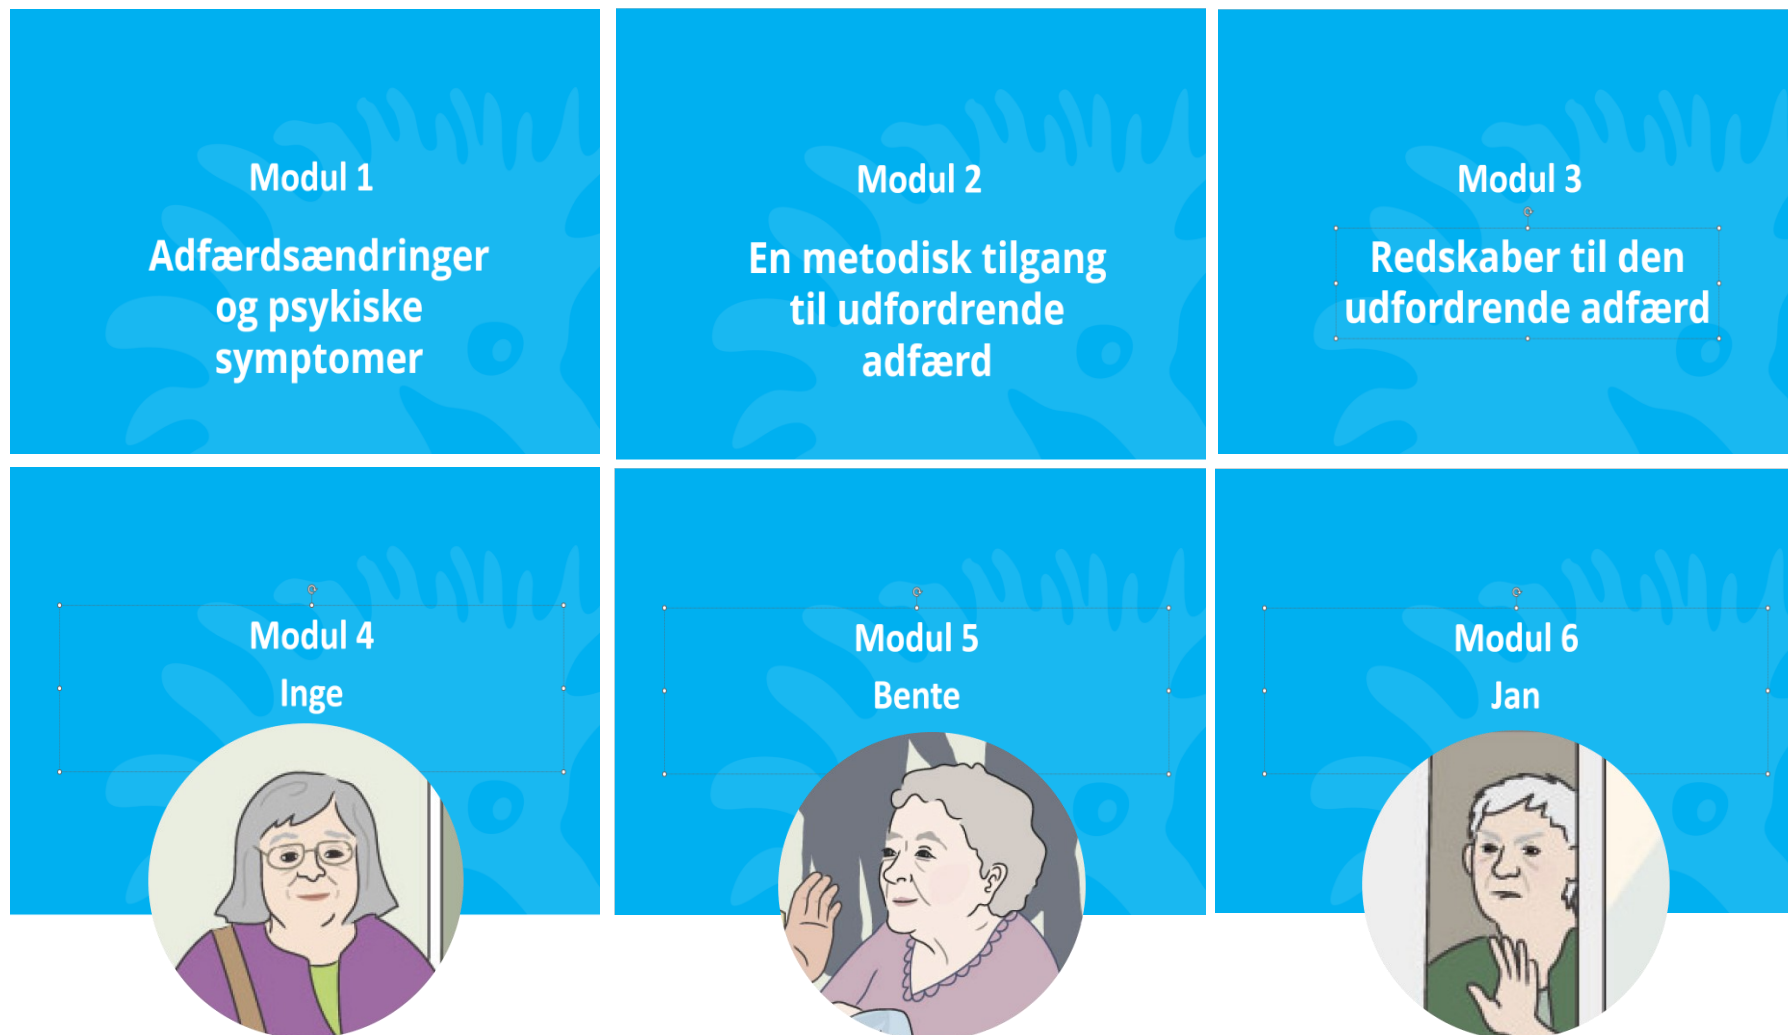 Modul 1
Adfærdsændringer
og psykiske
symptomer
Modul 2
En metodisk tilgang
til udfordrende
adfærd
Modul 3
Redskaber til den
udfordrende adfærd
Modul 4
Inge
Modul 5
Bente
Modul 6
Jan